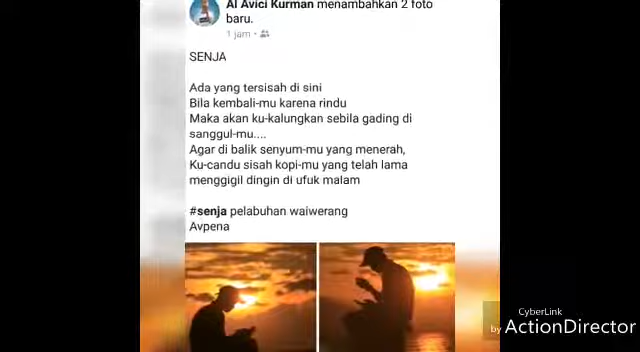 Al Avici Kurman menambahkan 2 foto
baru.
1 jam
SENJA
Ada yang tersisah di sini
Bila kembali-mu karena rindu
Maka akan ku-kalungkan sebila gading di
sanggul-mu....
Agar di balik senyum-mu yang menerah,
Ku-candu sisah kopi-mu yang telah lama
menggigil dingin di ufuk malam
#senja pelabuhan waiwerang
Avpena
CyberLink
by ActionDirector